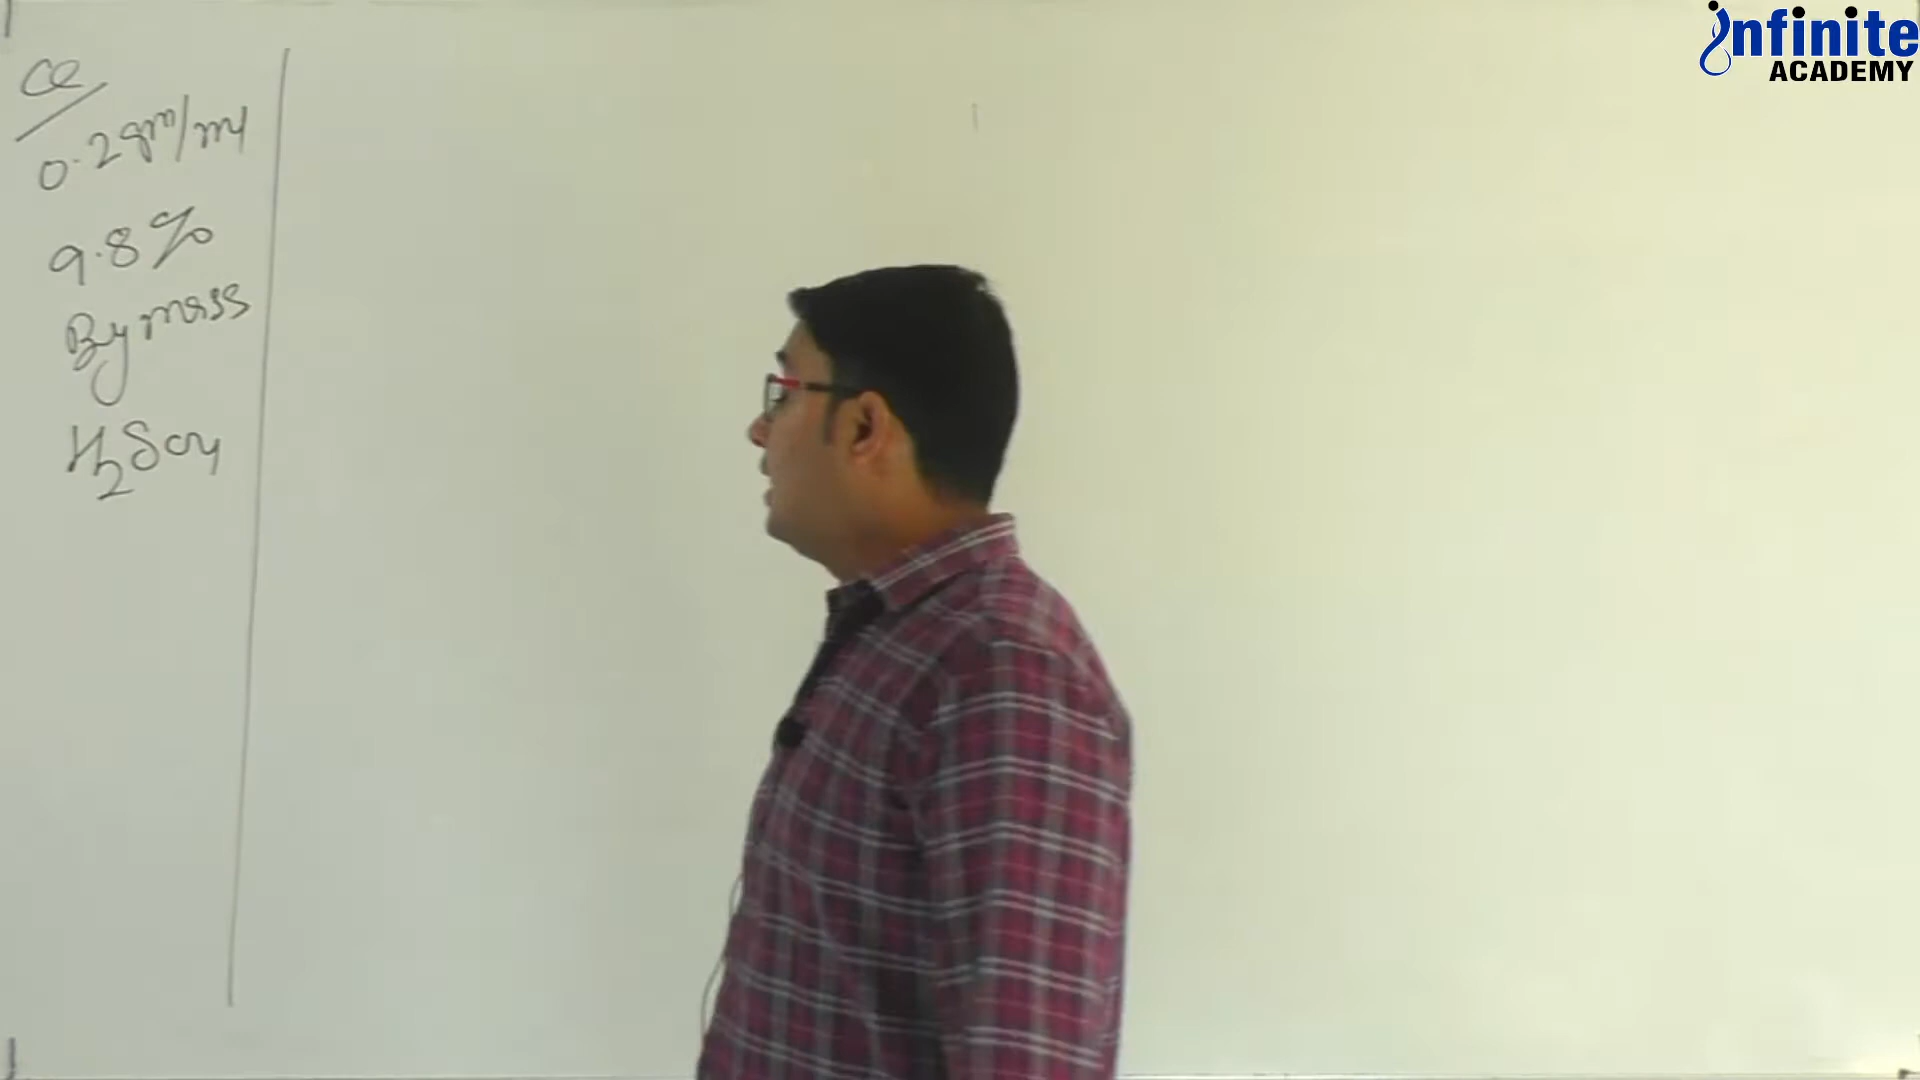 Q/
0.2 gm/ml
9.8%
By mass
H2SO4
infinite
ACADEMY